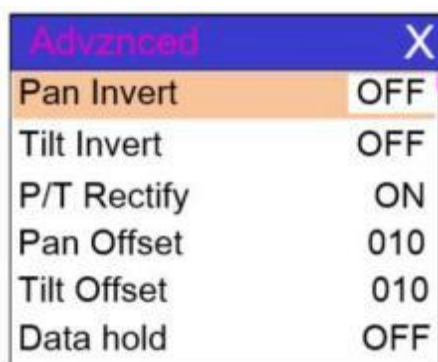 Advznced X
Pan Invert OFF
Tilt Invert OFF
P/T Rectify ON
Pan Offset 010
Tilt Offset 010
Data hold OFF